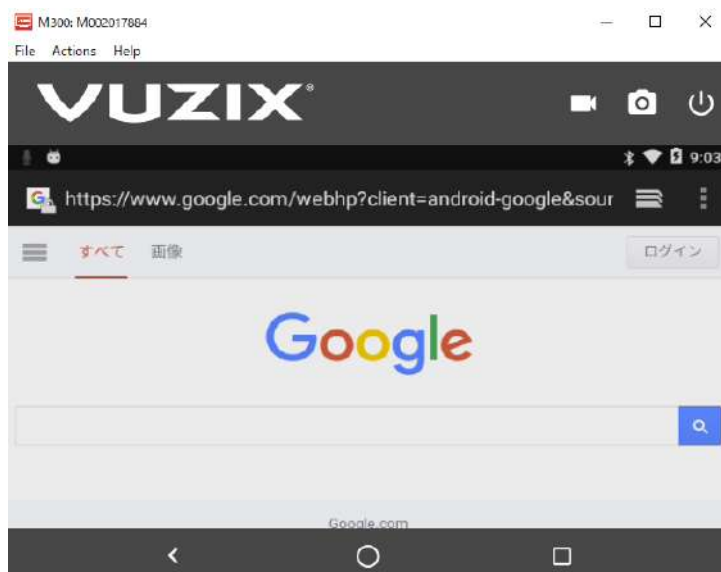 M300: M002017884
File Actions Help
VUZIX®
9:03
https://www.google.com/webhp?client=android-google&sour
すべて 画像 ログイン
Google
Google.com